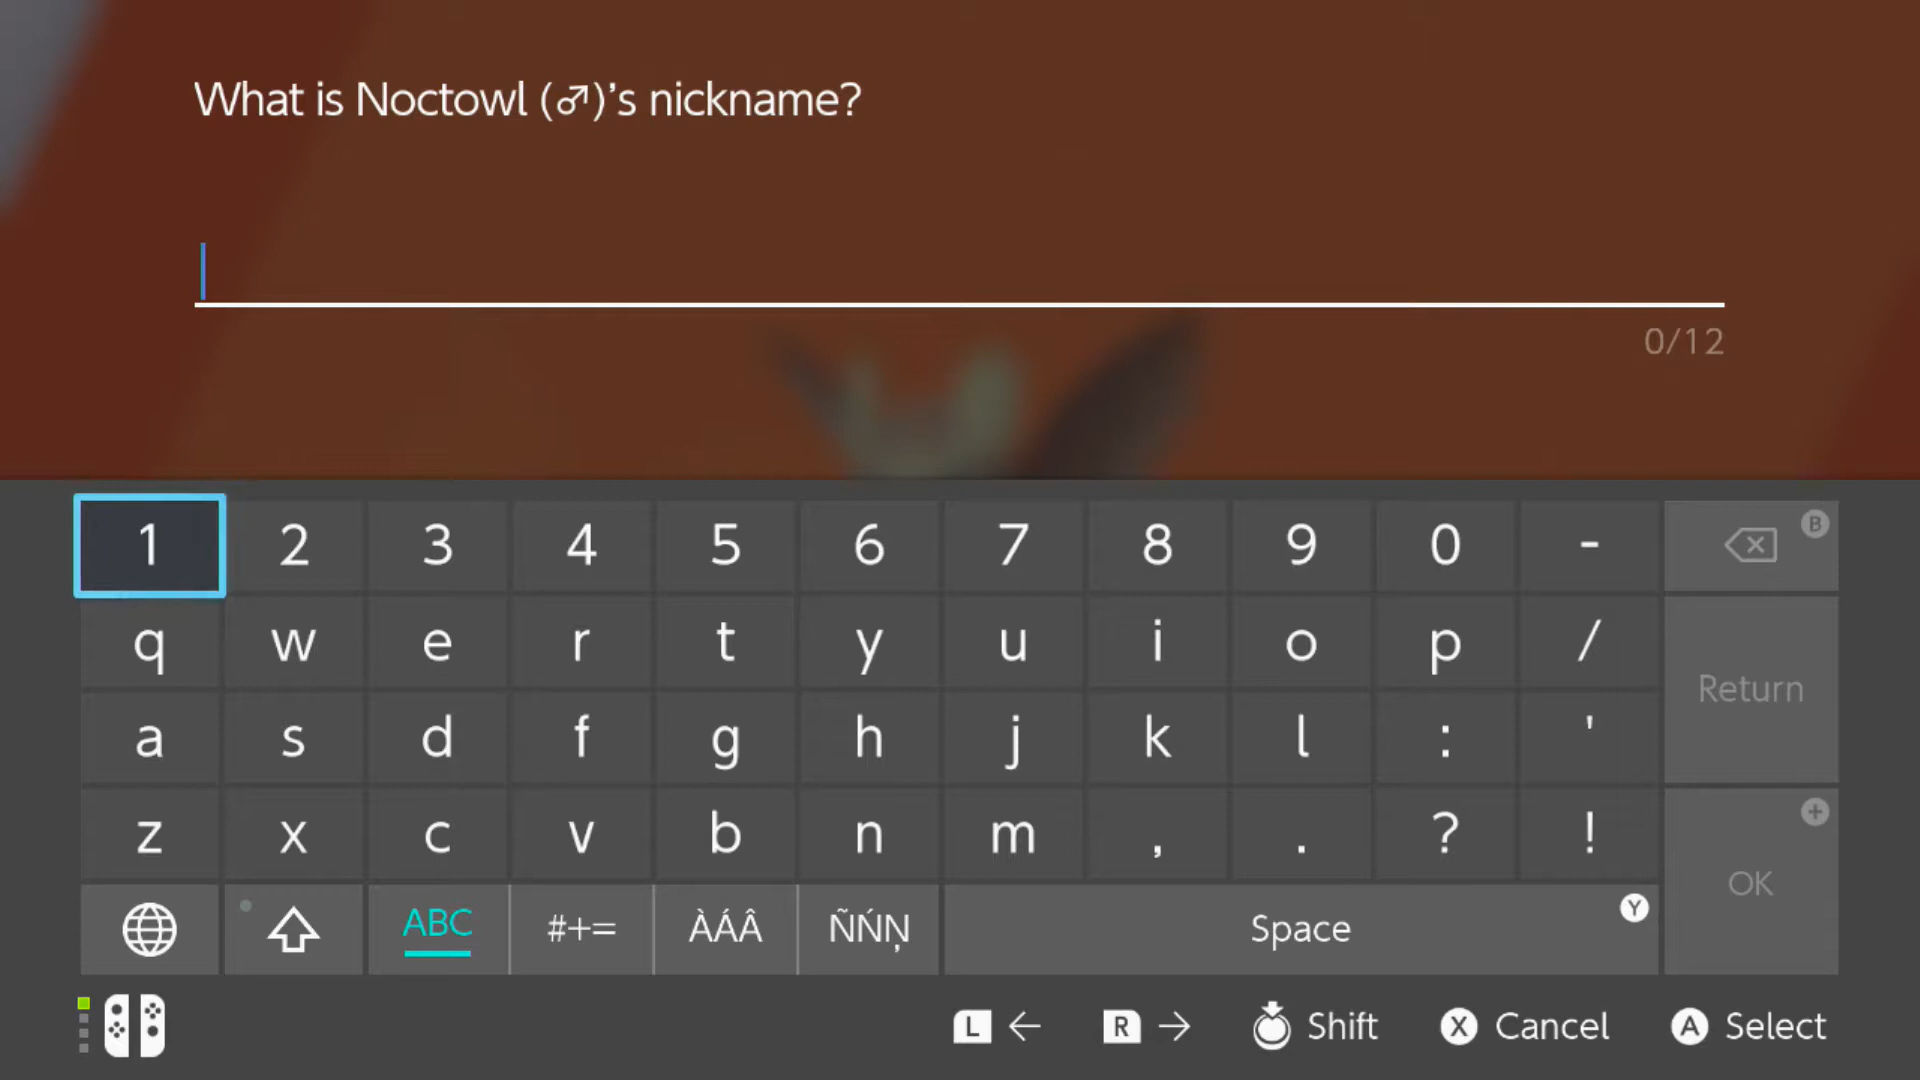 What is Noctowl (♂)'s nickname?
0/12
1 2 3 4 5 6 7 8 9 0 - B
q w e r t y u i o p / Return
a s d f g h j k l : '
z x c v b n m , . ? ! + OK
ABC #+= ÀÁÂ ÑŃŅ Space Y
L ← R → Shift X Cancel A Select